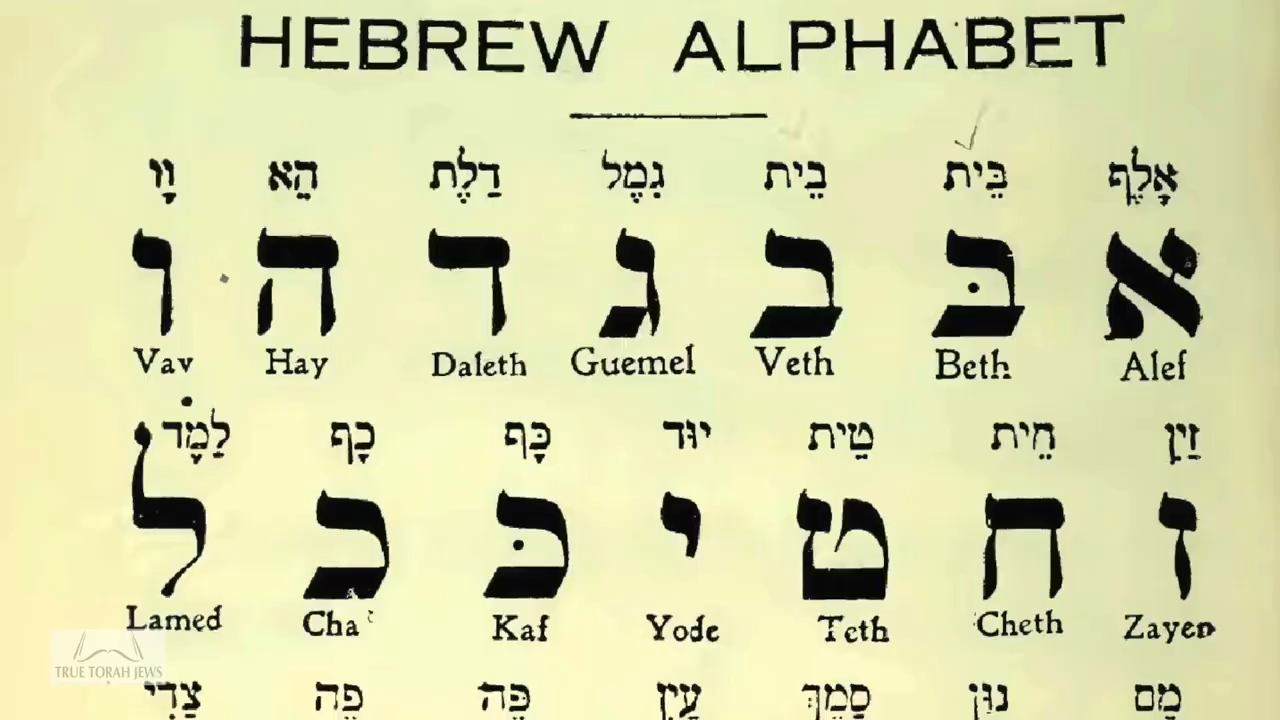 HEBREW ALPHABET
אָלֶף בֵּית בֵית גִמֶל דַלֶת הֵא וָו
א בּ ב ג ד ה ו
Alef Beth Veth Guemel Daleth Hay Vav
זַיִן חֵית טֵית יוּד כָּף כָף לַמֶד
ז ח ט י כּ כ ל
Zayen Cheth Teth Yode Kaf Cha Lamed
מֵם נוּן סַמֶךְ עַיִן פֵּה פֵה צַדִי
TRUE TORAH JEWS